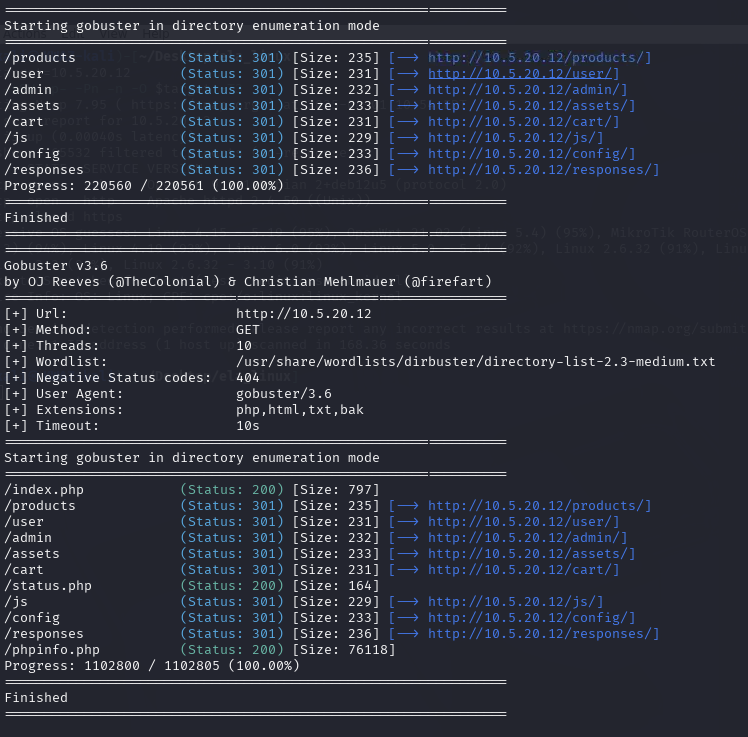 ===============================================================
Starting gobuster in directory enumeration mode
===============================================================
/products             (Status: 301) [Size: 235] [--> http://10.5.20.12/products/]
/user                 (Status: 301) [Size: 231] [--> http://10.5.20.12/user/]
/admin                (Status: 301) [Size: 232] [--> http://10.5.20.12/admin/]
/assets               (Status: 301) [Size: 233] [--> http://10.5.20.12/assets/]
/cart                 (Status: 301) [Size: 231] [--> http://10.5.20.12/cart/]
/js                   (Status: 301) [Size: 229] [--> http://10.5.20.12/js/]
/config               (Status: 301) [Size: 233] [--> http://10.5.20.12/config/]
/responses            (Status: 301) [Size: 236] [--> http://10.5.20.12/responses/]
Progress: 220560 / 220561 (100.00%)
===============================================================
Finished
===============================================================
===============================================================
Gobuster v3.6
by OJ Reeves (@TheColonial) & Christian Mehlmauer (@firefart)
===============================================================
[+] Url:                     http://10.5.20.12
[+] Method:                  GET
[+] Threads:                 10
[+] Wordlist:                /usr/share/wordlists/dirbuster/directory-list-2.3-medium.txt
[+] Negative Status codes:   404
[+] User Agent:              gobuster/3.6
[+] Extensions:              php,html,txt,bak
[+] Timeout:                 10s
===============================================================
Starting gobuster in directory enumeration mode
===============================================================
/index.php            (Status: 200) [Size: 797]
/products             (Status: 301) [Size: 235] [--> http://10.5.20.12/products/]
/user                 (Status: 301) [Size: 231] [--> http://10.5.20.12/user/]
/admin                (Status: 301) [Size: 232] [--> http://10.5.20.12/admin/]
/assets               (Status: 301) [Size: 233] [--> http://10.5.20.12/assets/]
/cart                 (Status: 301) [Size: 231] [--> http://10.5.20.12/cart/]
/status.php           (Status: 200) [Size: 164]
/js                   (Status: 301) [Size: 229] [--> http://10.5.20.12/js/]
/config               (Status: 301) [Size: 233] [--> http://10.5.20.12/config/]
/responses            (Status: 301) [Size: 236] [--> http://10.5.20.12/responses/]
/phpinfo.php          (Status: 200) [Size: 76118]
Progress: 1102800 / 1102805 (100.00%)
===============================================================
Finished
===============================================================